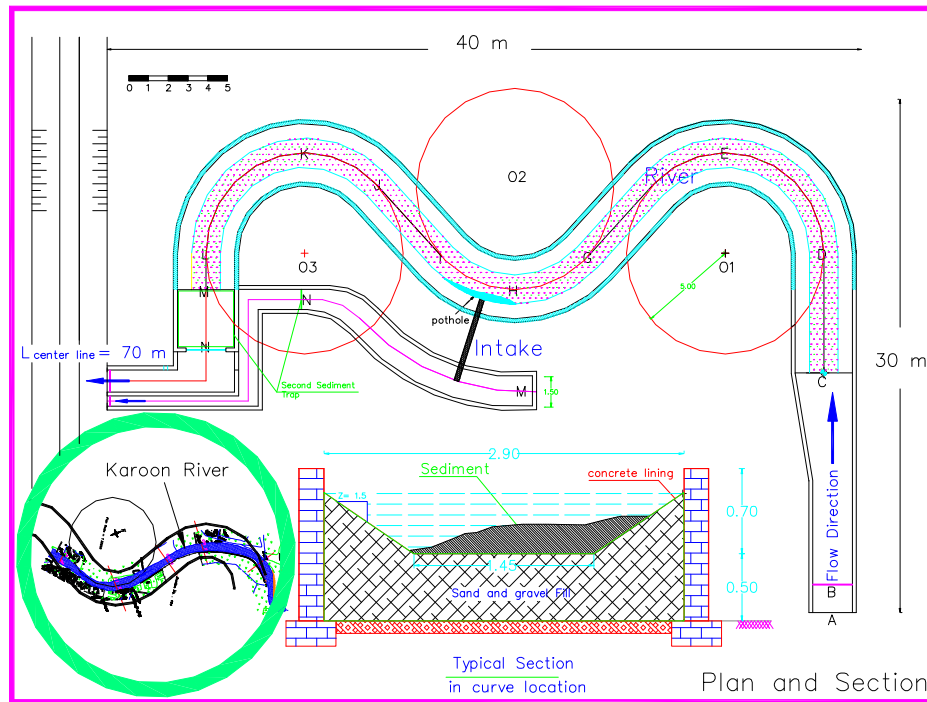 40 m
0 1 2 3 4 5
K
E
O2
River
J
L
O3
I
G
O1
D
M
N
H
5.00
pothole
30 m
N
Intake
L center line = 70 m
Second Sediment
Trap
M
1.50
C
2.90
Karoon River
Sediment
concrete lining
Z= 1.5
0.70
Flow Direction
1.45
Sand and gravel Fill
0.50
B
A
Typical Section
in curve location
Plan and Section